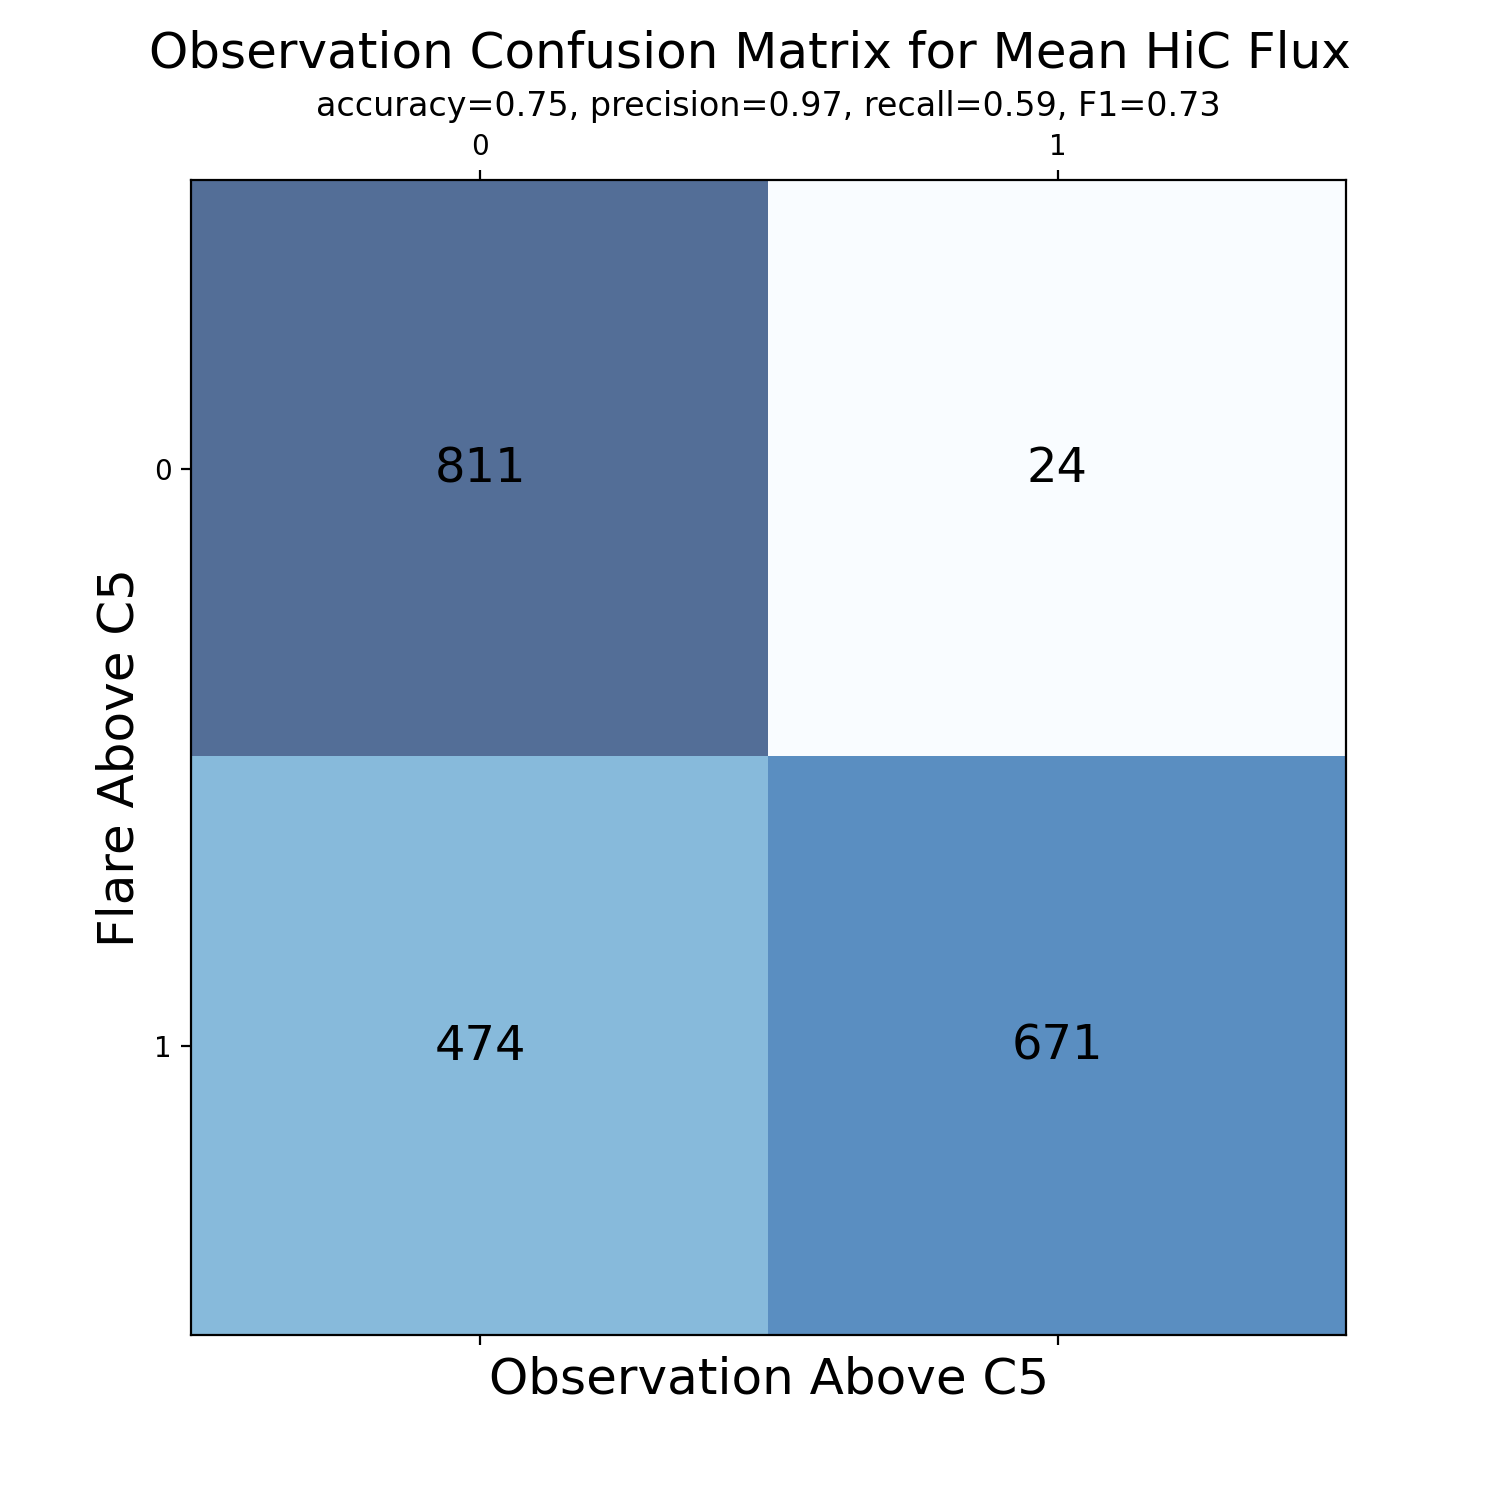 Observation Confusion Matrix for Mean HiC Flux
accuracy=0.75, precision=0.97, recall=0.59, F1=0.73
0 1
0
811 24
Flare Above C5
1
474 671
Observation Above C5